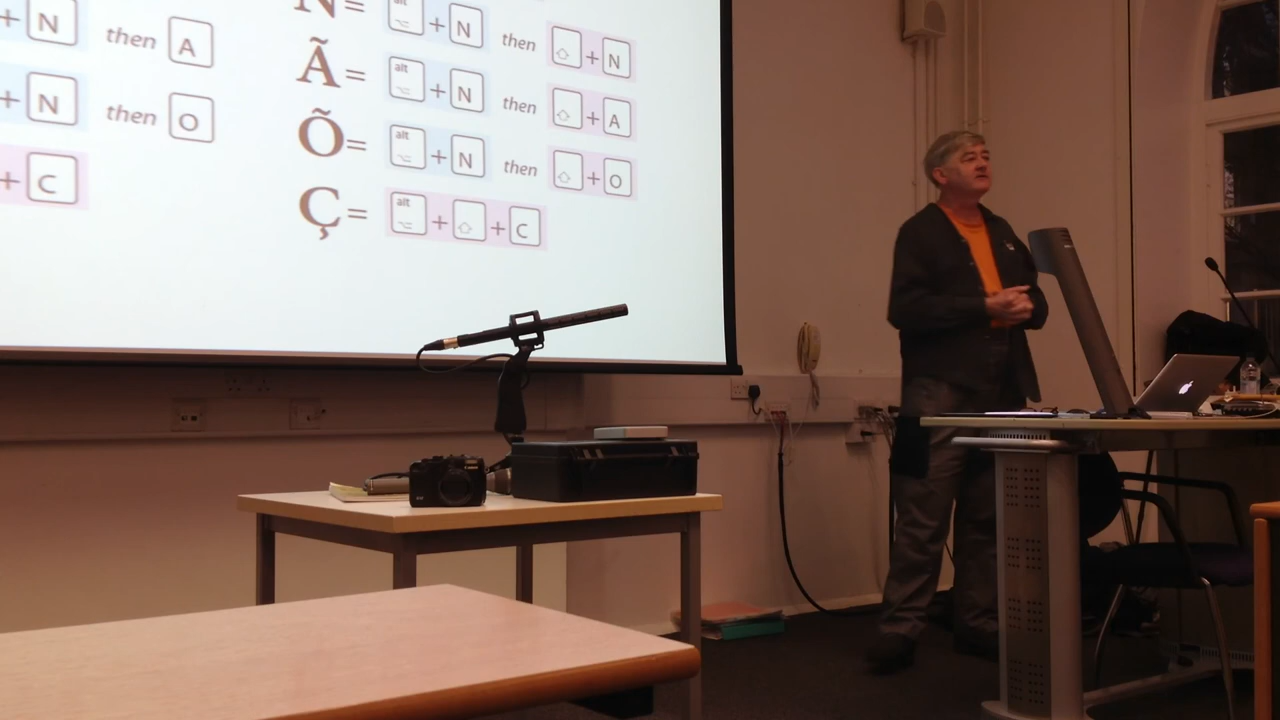 + N then A
Ñ = alt + N then ⇧ + N
+ N then O
Ã = alt ⌥ + N then ⇧ + A
+ C
Õ = alt ⌥ + N then ⇧ + O
Ç = alt ⌥ + ⇧ + C